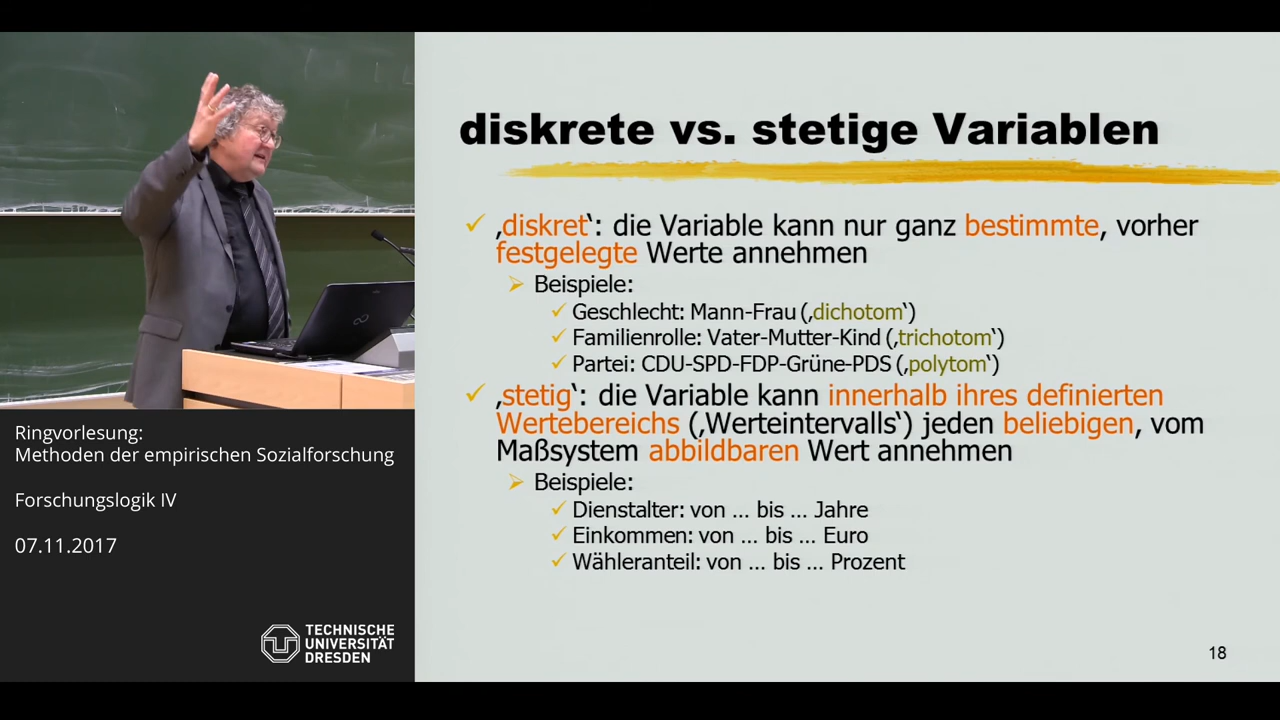 diskrete vs. stetige Variablen
‚diskret‘: die Variable kann nur ganz bestimmte, vorher
festgelegte Werte annehmen
Beispiele:
Geschlecht: Mann-Frau (‚dichotom‘)
Familienrolle: Vater-Mutter-Kind (‚trichotom‘)
Partei: CDU-SPD-FDP-Grüne-PDS (‚polytom‘)
‚stetig‘: die Variable kann innerhalb ihres definierten
Wertebereichs (‚Werteintervalls‘) jeden beliebigen, vom
Maßsystem abbildbaren Wert annehmen
Beispiele:
Dienstalter: von … bis … Jahre
Einkommen: von … bis … Euro
Wähleranteil: von … bis … Prozent
18
Ringvorlesung:
Methoden der empirischen Sozialforschung
Forschungslogik IV
07.11.2017
TECHNISCHE
UNIVERSITÄT
DRESDEN